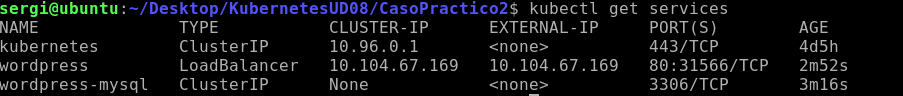 sergi@ubuntu:~/Desktop/KubernetesUD08/CasoPractico2$ kubectl get services
NAME TYPE CLUSTER-IP EXTERNAL-IP PORT(S) AGE
kubernetes ClusterIP 10.96.0.1 <none> 443/TCP 4d5h
wordpress LoadBalancer 10.104.67.169 10.104.67.169 80:31566/TCP 2m52s
wordpress-mysql ClusterIP None <none> 3306/TCP 3m16s